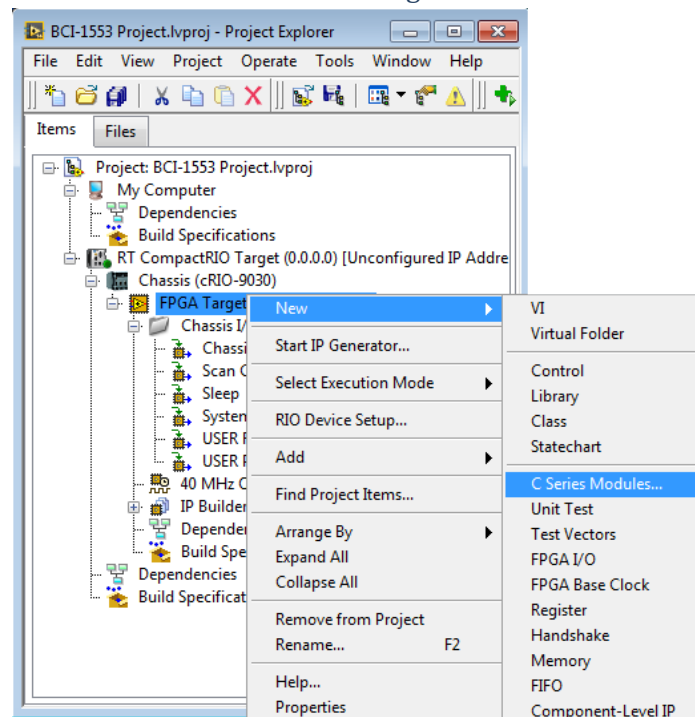 BCI-1553 Project.lvproj - Project Explorer
File Edit View Project Operate Tools Window Help
Items Files
Project: BCI-1553 Project.lvproj
My Computer
Dependencies
Build Specifications
RT CompactRIO Target (0.0.0.0) [Unconfigured IP Addre
Chassis (cRIO-9030)
FPGA Target
Chassis I/
Chassi
Scan C
Sleep
System
USER F
USER F
40 MHz C
IP Builder
Depender
Build Spe
Dependencies
Build Specificat
New
Start IP Generator...
Select Execution Mode
RIO Device Setup...
Add
Find Project Items...
Arrange By
Expand All
Collapse All
Remove from Project
Rename... F2
Help...
Properties
VI
Virtual Folder
Control
Library
Class
Statechart
C Series Modules...
Unit Test
Test Vectors
FPGA I/O
FPGA Base Clock
Register
Handshake
Memory
FIFO
Component-Level IP